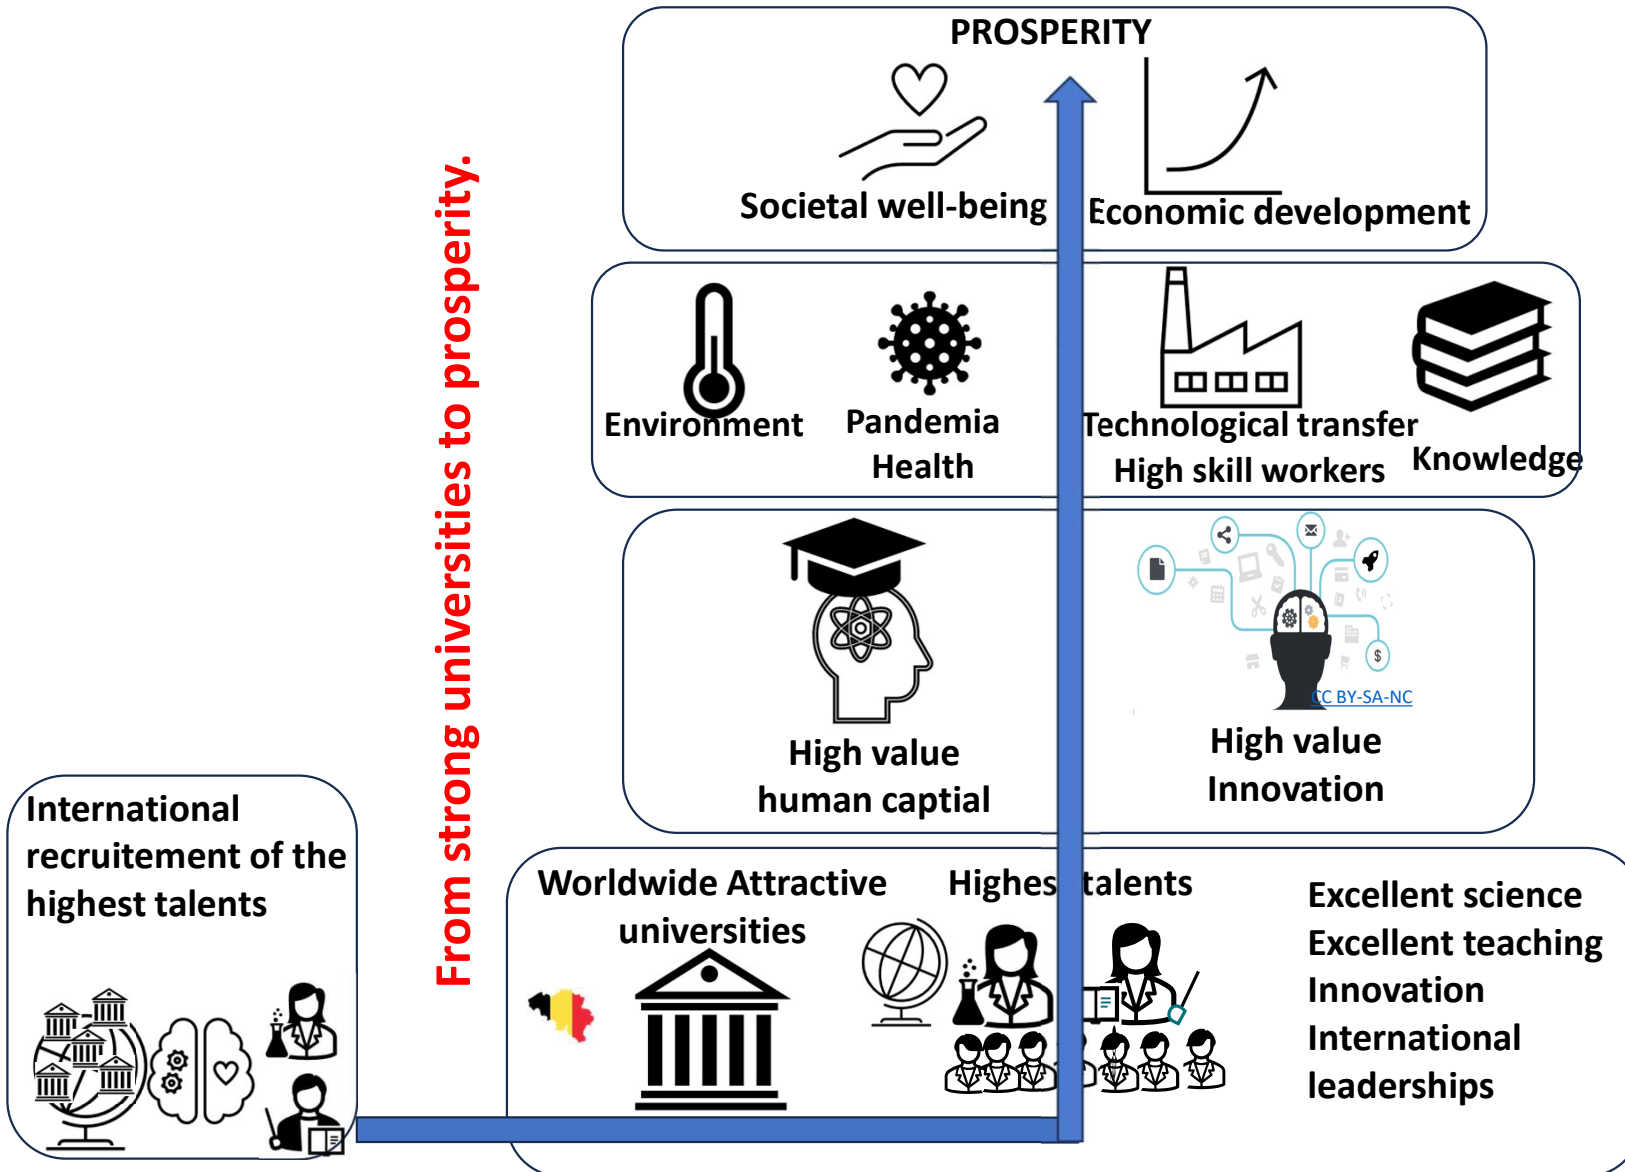 PROSPERITY
Societal well-being
Economic development
From strong universities to prosperity.
Environment
Pandemia
Health
Technological transfer
High skill workers
Knowledge
$
CC BY-SA-NC
High value
human captial
High value
Innovation
International
recruitement of the
highest talents
Worldwide Attractive
universities
Highest talents
Excellent science
Excellent teaching
Innovation
International
leaderships